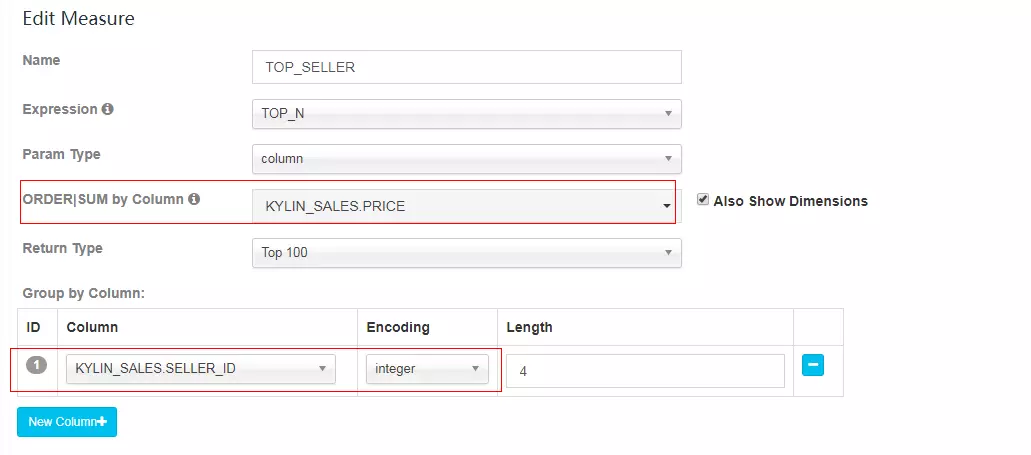 Edit Measure
Name TOP_SELLER
Expression TOP_N
Param Type column
ORDER|SUM by Column KYLIN_SALES.PRICE Also Show Dimensions
Return Type Top 100
Group by Column:
ID Column Encoding Length
1 KYLIN_SALES.SELLER_ID integer 4
New Column+